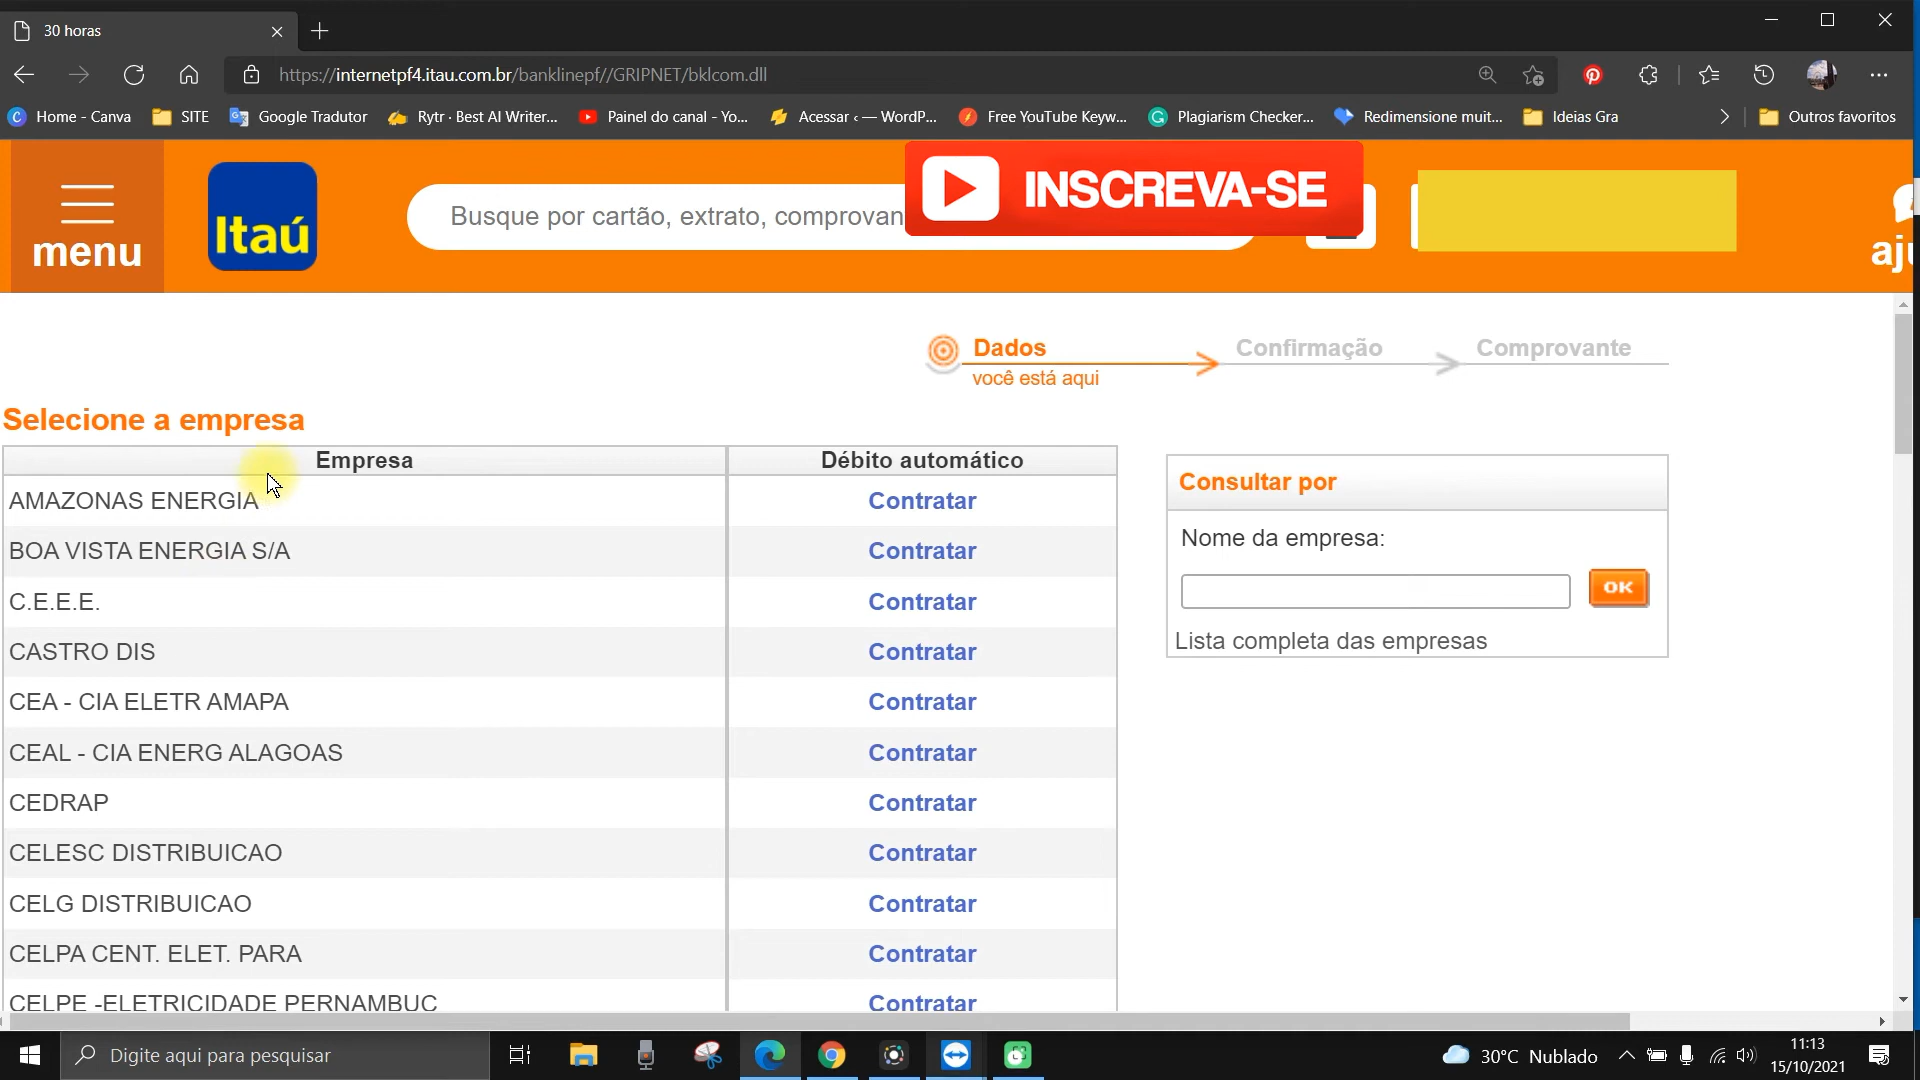 30 horas
https://internetpf4.itau.com.br/banklinepf//GRIPNET/bklcom.dll
Home - Canva
SITE
Google Tradutor
Rytr · Best AI Writer...
Painel do canal - Yo...
Acessar ‹ — WordP...
Free YouTube Keyw...
Plagiarism Checker...
Redimensione muit...
Ideias Gra
Outros favoritos
menu
Itaú
Busque por cartão, extrato, comprovan
INSCREVA-SE
aju
Dados
você está aqui
Confirmação
Comprovante
Selecione a empresa
Empresa Débito automático
AMAZONAS ENERGIA Contratar
BOA VISTA ENERGIA S/A Contratar
C.E.E.E. Contratar
CASTRO DIS Contratar
CEA - CIA ELETR AMAPA Contratar
CEAL - CIA ENERG ALAGOAS Contratar
CEDRAP Contratar
CELESC DISTRIBUICAO Contratar
CELG DISTRIBUICAO Contratar
CELPA CENT. ELET. PARA Contratar
CELPE -ELETRICIDADE PERNAMBUC Contratar
Consultar por
Nome da empresa:
OK
Lista completa das empresas
Digite aqui para pesquisar
30°C Nublado
11:13
15/10/2021